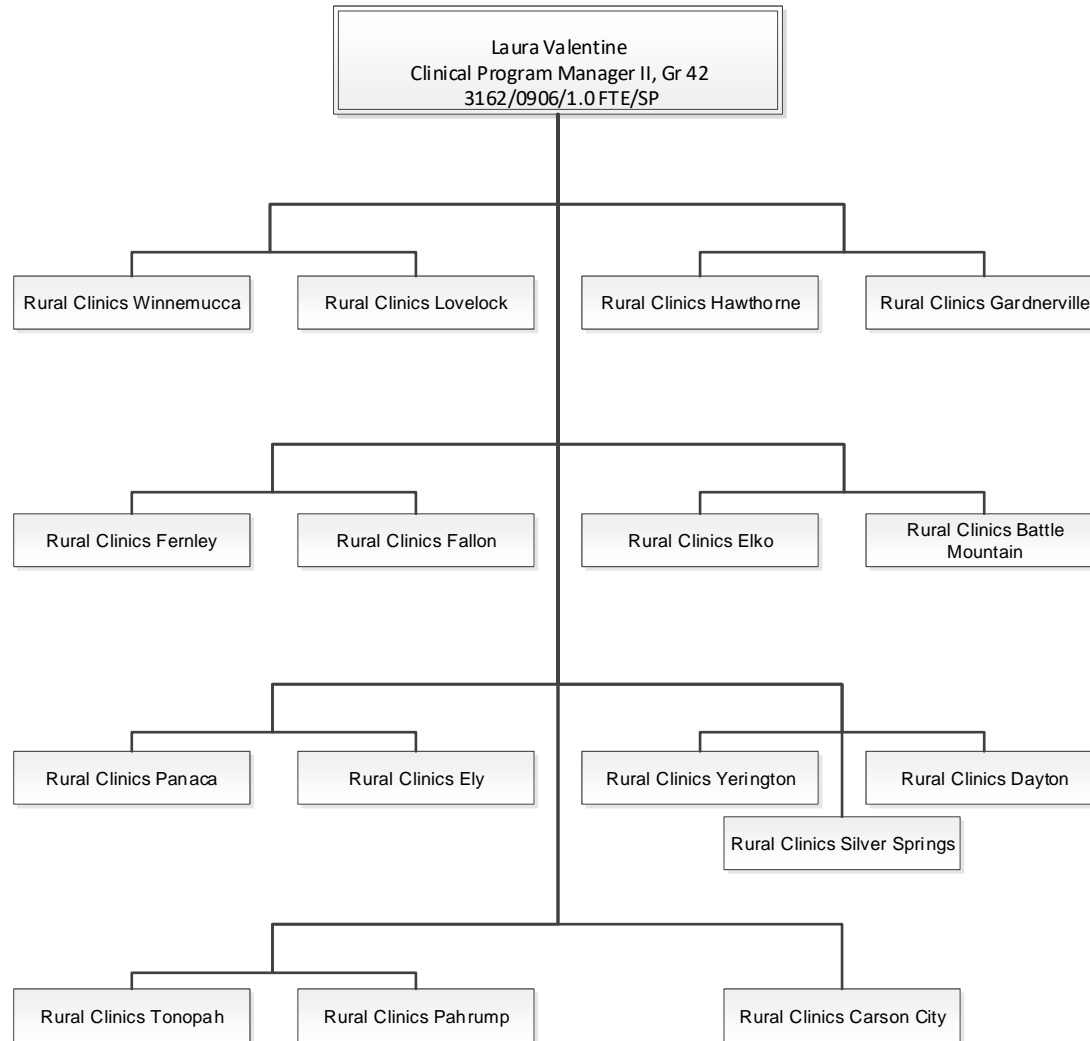 Laura Valentine
Clinical Program Manager II, Gr 42
3162/0906/1.0 FTE/SP
Rural Clinics Winnemucca
Rural Clinics Lovelock
Rural Clinics Hawthorne
Rural Clinics Gardnerville
Rural Clinics Fernley
Rural Clinics Fallon
Rural Clinics Elko
Rural Clinics Battle
Mountain
Rural Clinics Panaca
Rural Clinics Ely
Rural Clinics Yerington
Rural Clinics Dayton
Rural Clinics Silver Springs
Rural Clinics Tonopah
Rural Clinics Pahrump
Rural Clinics Carson City